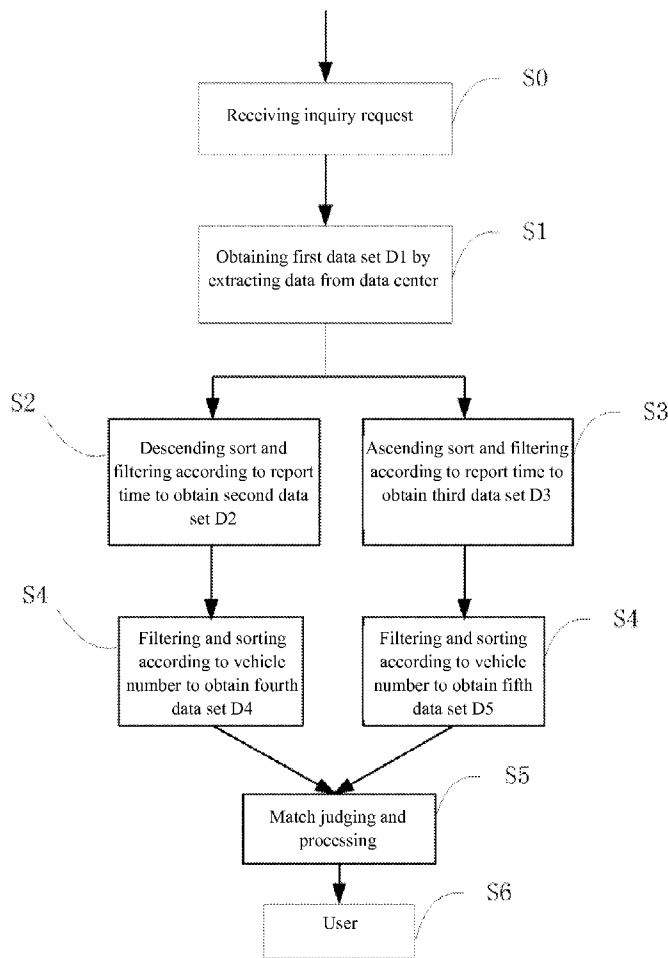 S0
Receiving inquiry request
S1
Obtaining first data set D1 by
extracting data from data center
S2
Descending sort and
filtering according to report
time to obtain second data
set D2
S3
Ascending sort and filtering
according to report time to
obtain third data set D3
S4
Filtering and sorting
according to vehicle
number to obtain fourth
data set D4
S4
Filtering and sorting
according to vehicle
number to obtain fifth
data set D5
S5
Match judging and
processing
S6
User